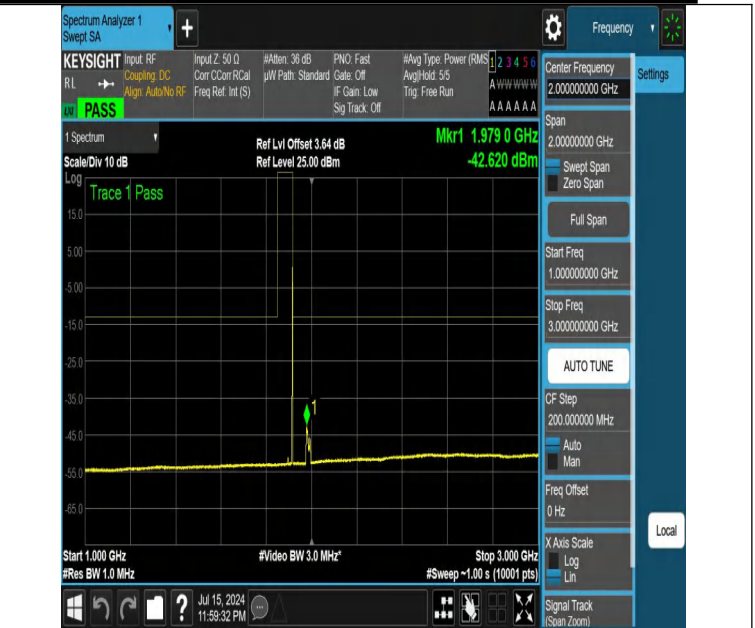 Spectrum Analyzer 1
Swept SA
+
Frequency
KEYSIGHT
RL
PASS
Input: RF
Coupling: DC
Align: Auto/No RF
Input Z: 50 Ω
Corr CCorr RCal
Freq Ref: Int (S)
#Atten: 36 dB
µW Path: Standard
PNO: Fast
Gate: Off
IF Gain: Low
Sig Track: Off
#Avg Type: Power (RMS
Avg|Hold: 5/5
Trig: Free Run
1 2 3 4 5 6
A W W W W W
A A A A A A
1 Spectrum
Scale/Div 10 dB
Log
Ref Lvl Offset 3.64 dB
Ref Level 25.00 dBm
Mkr1 1.979 0 GHz
-42.620 dBm
Trace 1 Pass
15.0
5.00
-5.00
-15.0
-25.0
-35.0
-45.0
-55.0
-65.0
1
Start 1.000 GHz
#Res BW 1.0 MHz
#Video BW 3.0 MHz*
Stop 3.000 GHz
#Sweep ~1.00 s (10001 pts)
?
Jul 15, 2024
11:59:32 PM
Center Frequency
2.000000000 GHz
Settings
Span
2.00000000 GHz
Swept Span
Zero Span
Full Span
Start Freq
1.000000000 GHz
Stop Freq
3.000000000 GHz
AUTO TUNE
CF Step
200.000000 MHz
Auto
Man
Freq Offset
0 Hz
X Axis Scale
Log
Lin
Local
Signal Track
(Span Zoom)